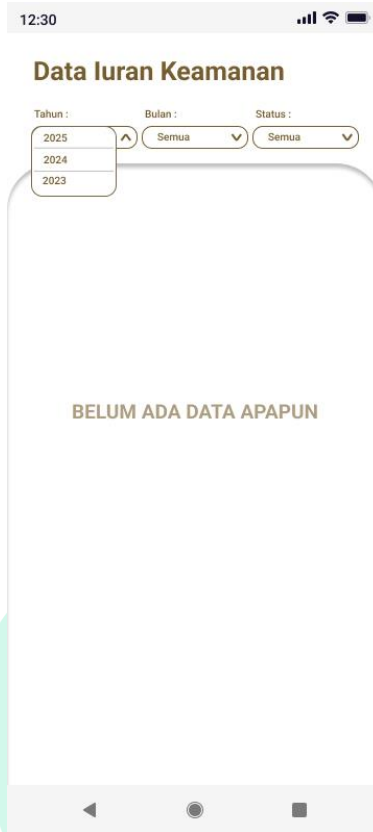 12:30
Data Iuran Keamanan
Tahun : Bulan : Status :
2025 Semua Semua
2024
2023
BELUM ADA DATA APAPUN